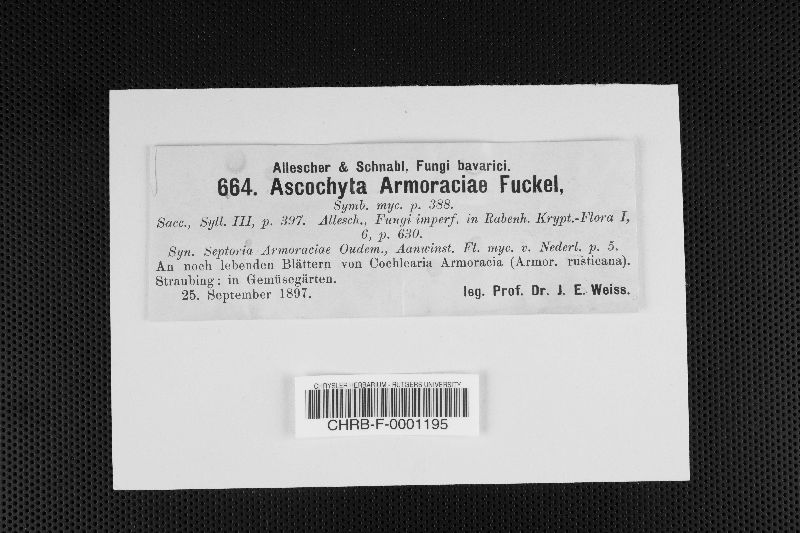 Allescher & Schnabl, Fungi bavarici.
664. Ascochyta Armoraciae Fuckel,
Symb. myc. p. 388.
Sacc., Syll. III, p. 397. Allesch., Fungi imperf. in Rabenh. Krypt.-Flora I,
6, p. 630.
Syn. Septoria Armoraciae Oudem., Aanwinst. Fl. myc. v. Nederl. p. 5.
An noch lebenden Blättern von Cochlearia Armoracia (Armor. rusticana).
Straubing: in Gemüsegärten.
25. September 1897. leg. Prof. Dr. J. E. Weiss.
CHRYSLER HERBARIUM - RUTGERS UNIVERSITY
CHRB-F-0001195